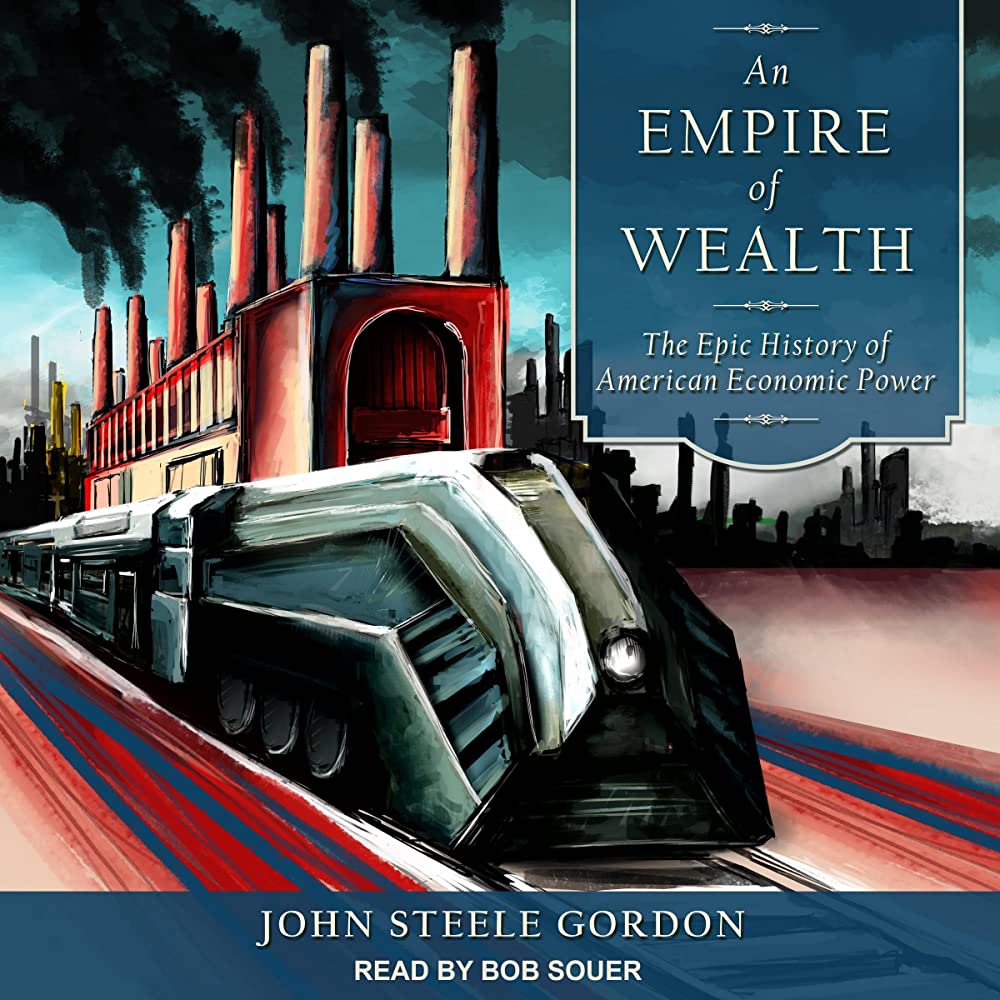 An
EMPIRE
of
WEALTH
The Epic History of
American Economic Power
JOHN STEELE GORDON
READ BY BOB SOUER